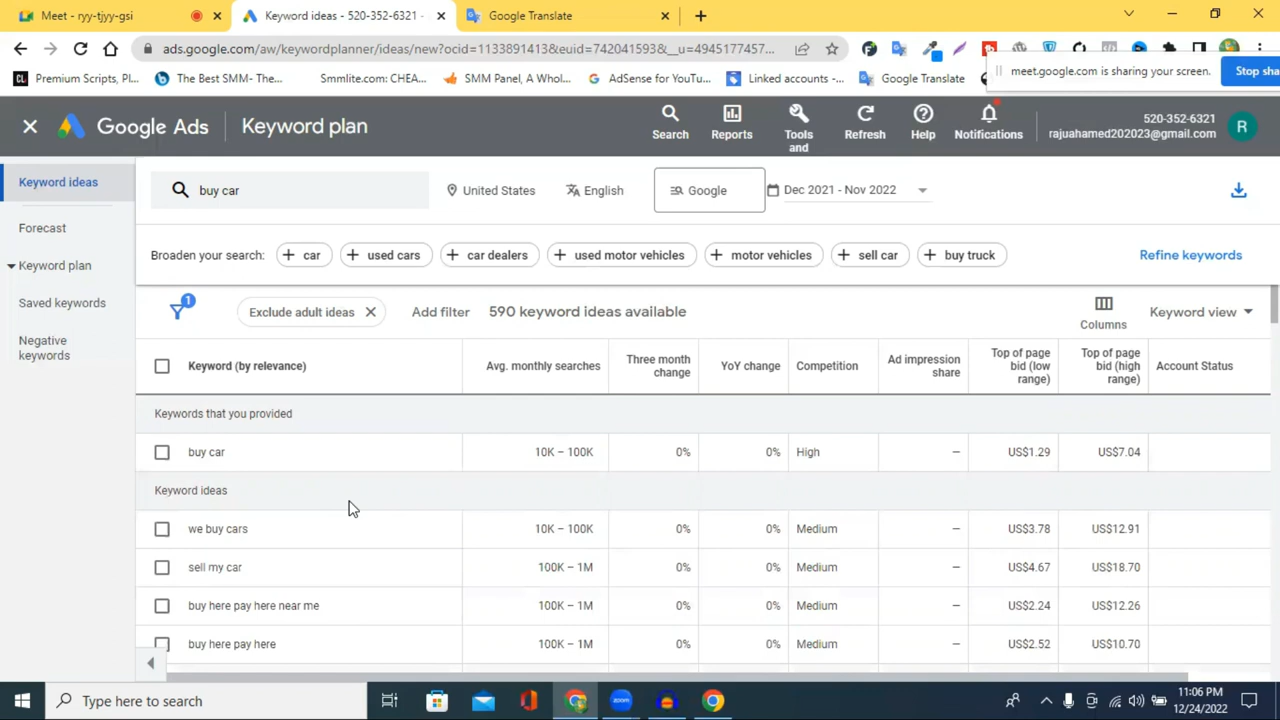 Meet - ryy-tjyy-gsi
Keyword ideas - 520-352-6321 -
Google Translate
ads.google.com/aw/keywordplanner/ideas/new?ocid=1133891413&euid=742041593&__u=4945177457...
Premium Scripts, Pl...
The Best SMM- The...
Smmlite.com: CHEA...
SMM Panel, A Whol...
AdSense for YouTu...
Linked accounts -...
Google Translate
meet.google.com is sharing your screen.
Stop sha
Google Ads
Keyword plan
Search
Reports
Tools and
Refresh
Help
Notifications
520-352-6321
rajuahamed202023@gmail.com
R
Keyword ideas
Forecast
Keyword plan
Saved keywords
Negative
keywords
buy car
United States
English
Google
Dec 2021 - Nov 2022
Broaden your search:
car
used cars
car dealers
used motor vehicles
motor vehicles
sell car
buy truck
Refine keywords
1
Exclude adult ideas
Add filter
590 keyword ideas available
Columns
Keyword view
Keyword (by relevance)
Avg. monthly searches
Three month change
YoY change
Competition
Ad impression share
Top of page bid (low range)
Top of page bid (high range)
Account Status
Keywords that you provided
buy car 10K – 100K 0% 0% High – US$1.29 US$7.04
Keyword ideas
we buy cars 10K – 100K 0% 0% Medium – US$3.78 US$12.91
sell my car 100K – 1M 0% 0% Medium – US$4.67 US$18.70
buy here pay here near me 100K – 1M 0% 0% Medium – US$2.24 US$12.26
buy here pay here 100K – 1M 0% 0% Medium – US$2.52 US$10.70
Type here to search
11:06 PM
12/24/2022